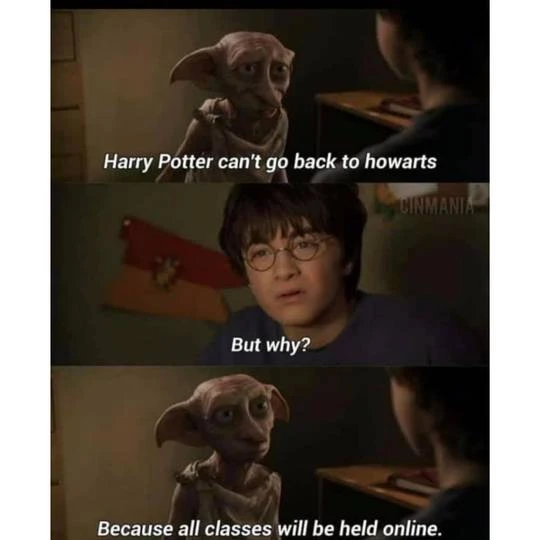 Harry Potter can't go back to howarts
CINMANIA
But why?
Because all classes will be held online.